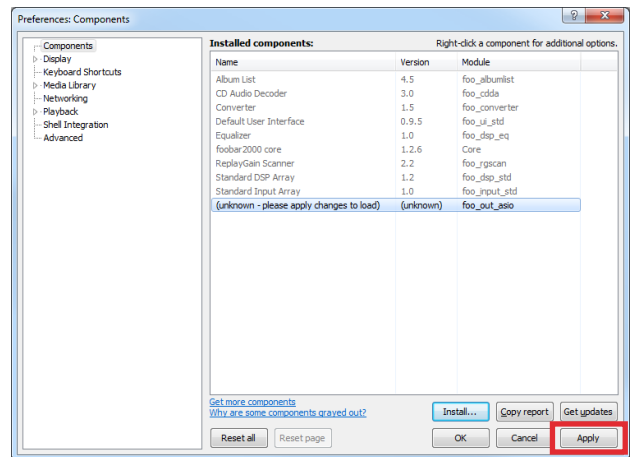 Preferences: Components
Components
Display
Keyboard Shortcuts
Media Library
Networking
Playback
Shell Integration
Advanced
Installed components: Right-click a component for additional options.
Name Version Module
Album List 4.5 foo_albumlist
CD Audio Decoder 3.0 foo_cdda
Converter 1.5 foo_converter
Default User Interface 0.9.5 foo_ui_std
Equalizer 1.0 foo_dsp_eq
foobar2000 core 1.2.6 Core
ReplayGain Scanner 2.2 foo_rgscan
Standard DSP Array 1.2 foo_dsp_std
Standard Input Array 1.0 foo_input_std
(unknown - please apply changes to load) (unknown) foo_out_asio
Get more components
Why are some components grayed out?
Install... Copy report Get updates
Reset all Reset page OK Cancel Apply